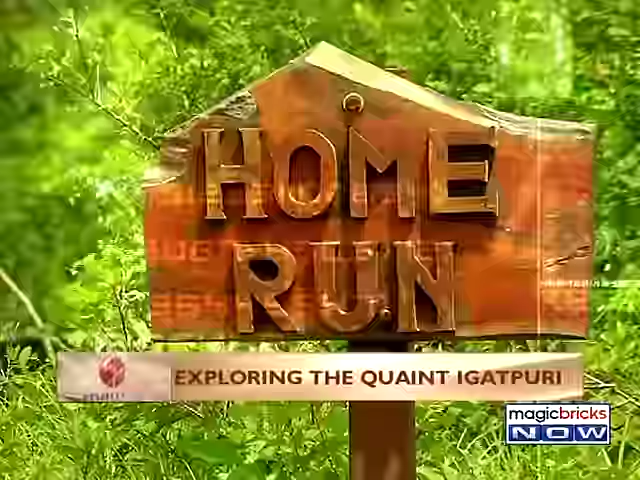 HOME
RUN
EXPLORING THE QUAINT IGATPURI
magicbricks
NOW